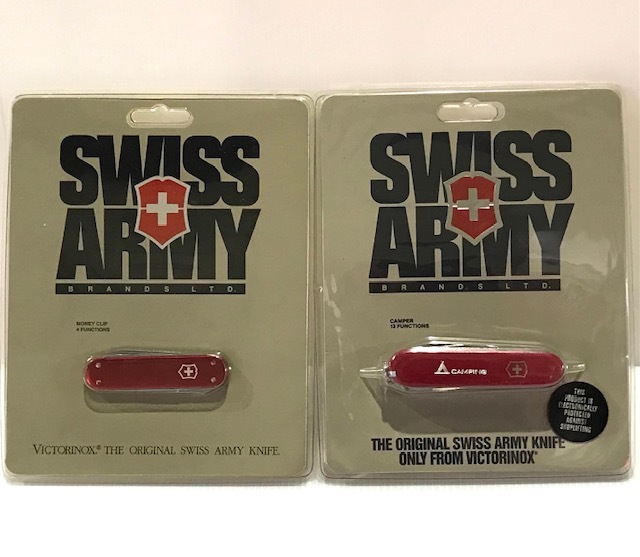 SWISS
ARMY
BRANDS LTD.
MONEY CLIP
4 FUNCTIONS
VICTORINOX® THE ORIGINAL SWISS ARMY KNIFE.
SWISS
ARMY
BRANDS LTD.
CAMPER
13 FUNCTIONS
CAMPING
THIS
PRODUCT IS
ELECTRONICALLY
PROTECTED
AGAINST
SHOPLIFTING
THE ORIGINAL SWISS ARMY KNIFE
ONLY FROM VICTORINOX®